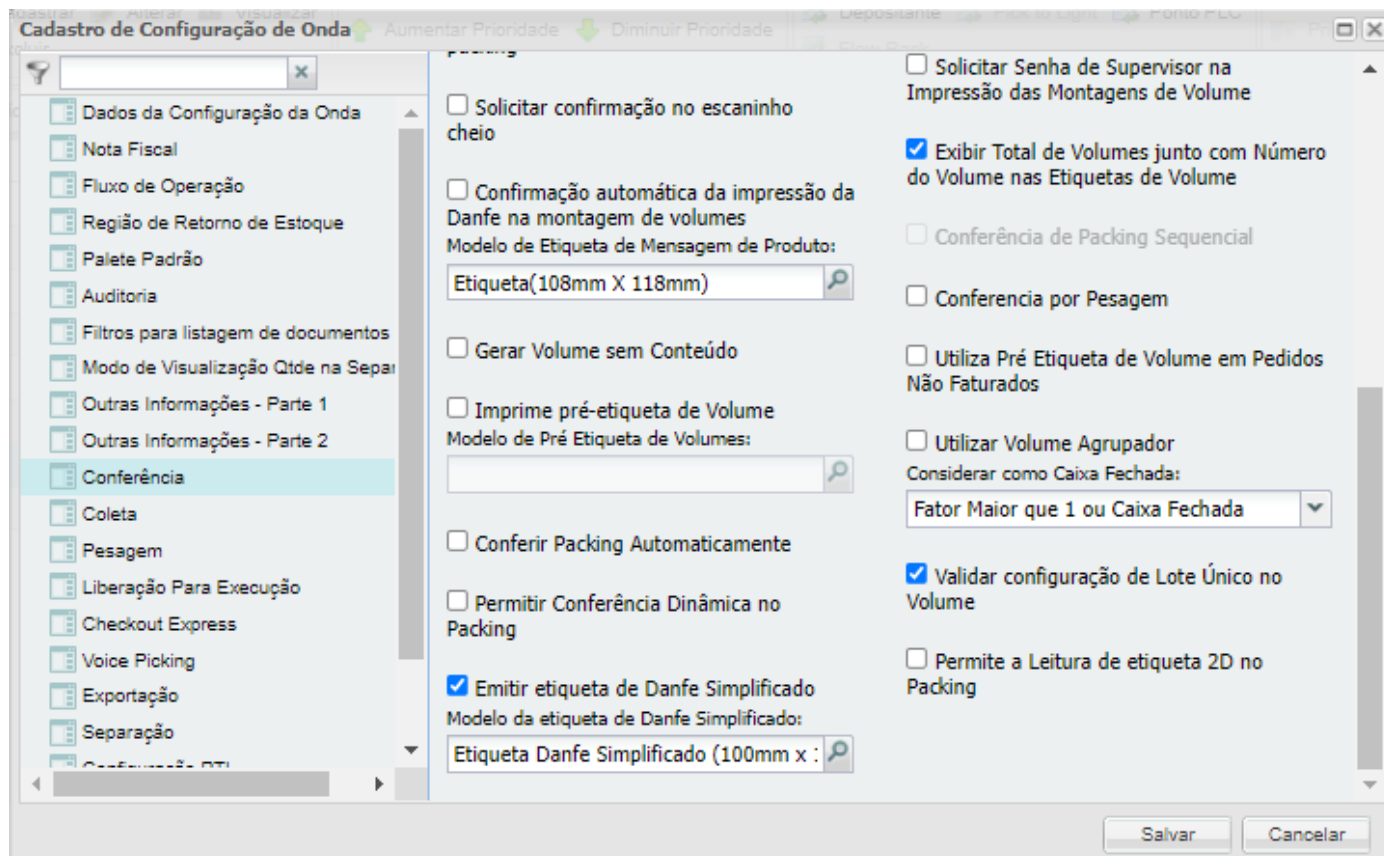 Cadastrar Alterar Visualizar
Depositante Pick to Light Ponto PLC
Cadastro de Configuração de Onda
Aumentar Prioridade Diminuir Prioridade
Dados da Configuração da Onda
Nota Fiscal
Fluxo de Operação
Região de Retorno de Estoque
Palete Padrão
Auditoria
Filtros para listagem de documentos
Modo de Visualização Qtde na Separ
Outras Informações - Parte 1
Outras Informações - Parte 2
Conferência
Coleta
Pesagem
Liberação Para Execução
Checkout Express
Voice Picking
Exportação
Separação
Configuração PTL
packing
Solicitar confirmação no escaninho
cheio
Confirmação automática da impressão da
Danfe na montagem de volumes
Modelo de Etiqueta de Mensagem de Produto:
Etiqueta(108mm X 118mm)
Gerar Volume sem Conteúdo
Imprime pré-etiqueta de Volume
Modelo de Pré Etiqueta de Volumes:
Conferir Packing Automaticamente
Permitir Conferência Dinâmica no
Packing
Emitir etiqueta de Danfe Simplificado
Modelo da etiqueta de Danfe Simplificado:
Etiqueta Danfe Simplificado (100mm x
Solicitar Senha de Supervisor na
Impressão das Montagens de Volume
Exibir Total de Volumes junto com Número
do Volume nas Etiquetas de Volume
Conferência de Packing Sequencial
Conferencia por Pesagem
Utiliza Pré Etiqueta de Volume em Pedidos
Não Faturados
Utilizar Volume Agrupador
Considerar como Caixa Fechada:
Fator Maior que 1 ou Caixa Fechada
Validar configuração de Lote Único no
Volume
Permite a Leitura de etiqueta 2D no
Packing
Salvar
Cancelar